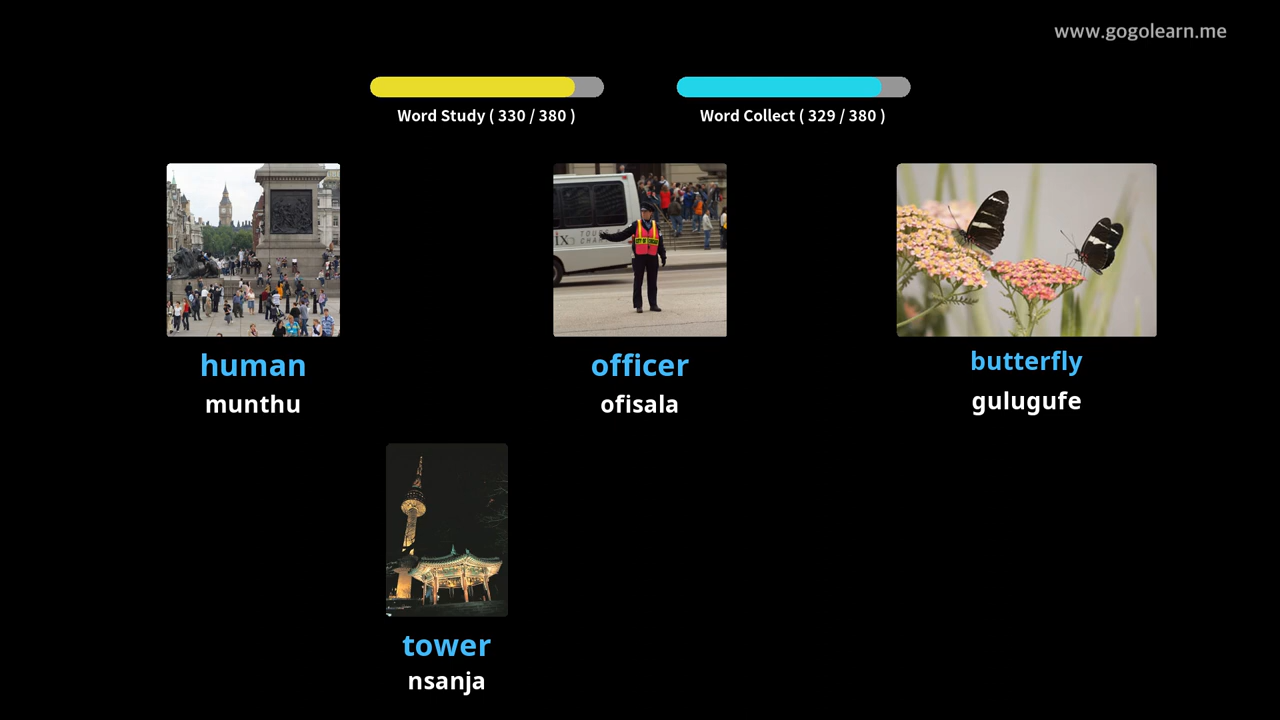 www.gogolearn.me
Word Study ( 330 / 380 )
Word Collect ( 329 / 380 )
human
munthu
officer
ofisala
butterfly
gulugufe
tower
nsanja